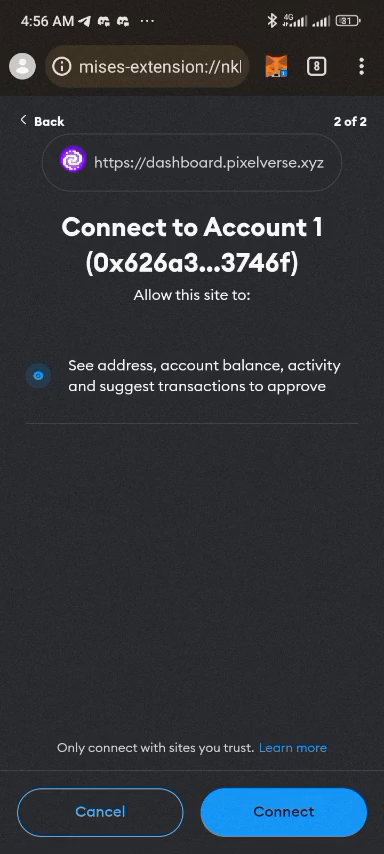 4:56 AM ... 4G 31
mises-extension://nkl 8
Back 2 of 2
https://dashboard.pixelverse.xyz
Connect to Account 1
(0x626a3...3746f)
Allow this site to:
See address, account balance, activity
and suggest transactions to approve
Only connect with sites you trust. Learn more
Cancel Connect